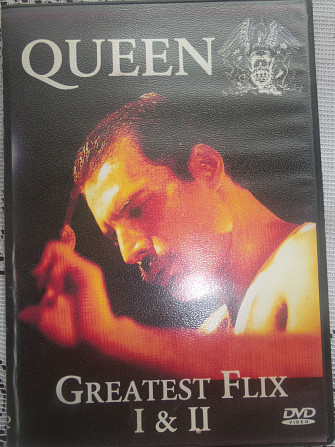 QUEEN
GREATEST FLIX
I & II
DVD
VIDEO